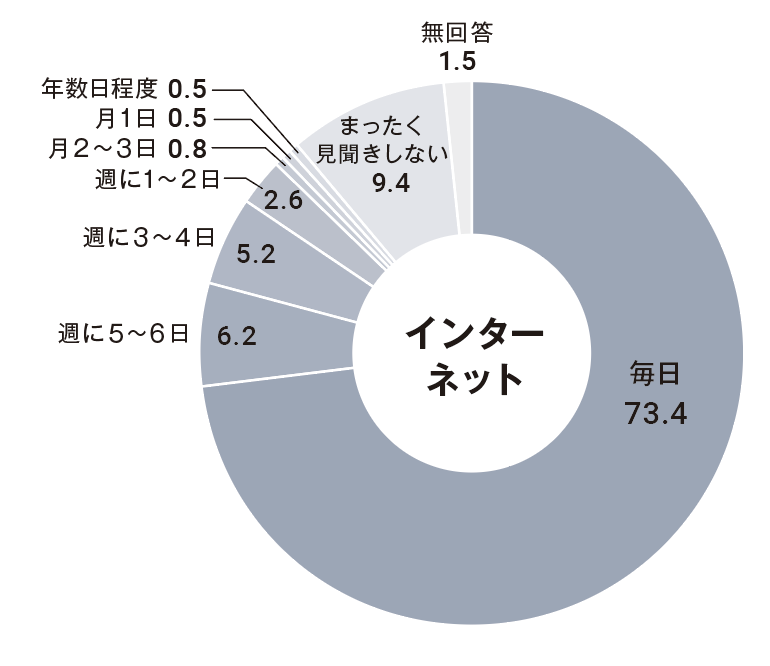 無回答
1.5
年数日程度 0.5
月1日 0.5
月2〜3日 0.8
週に1〜2日
2.6
週に3〜4日
5.2
週に5〜6日
6.2
まったく
見聞きしない
9.4
インター
ネット
毎日
73.4